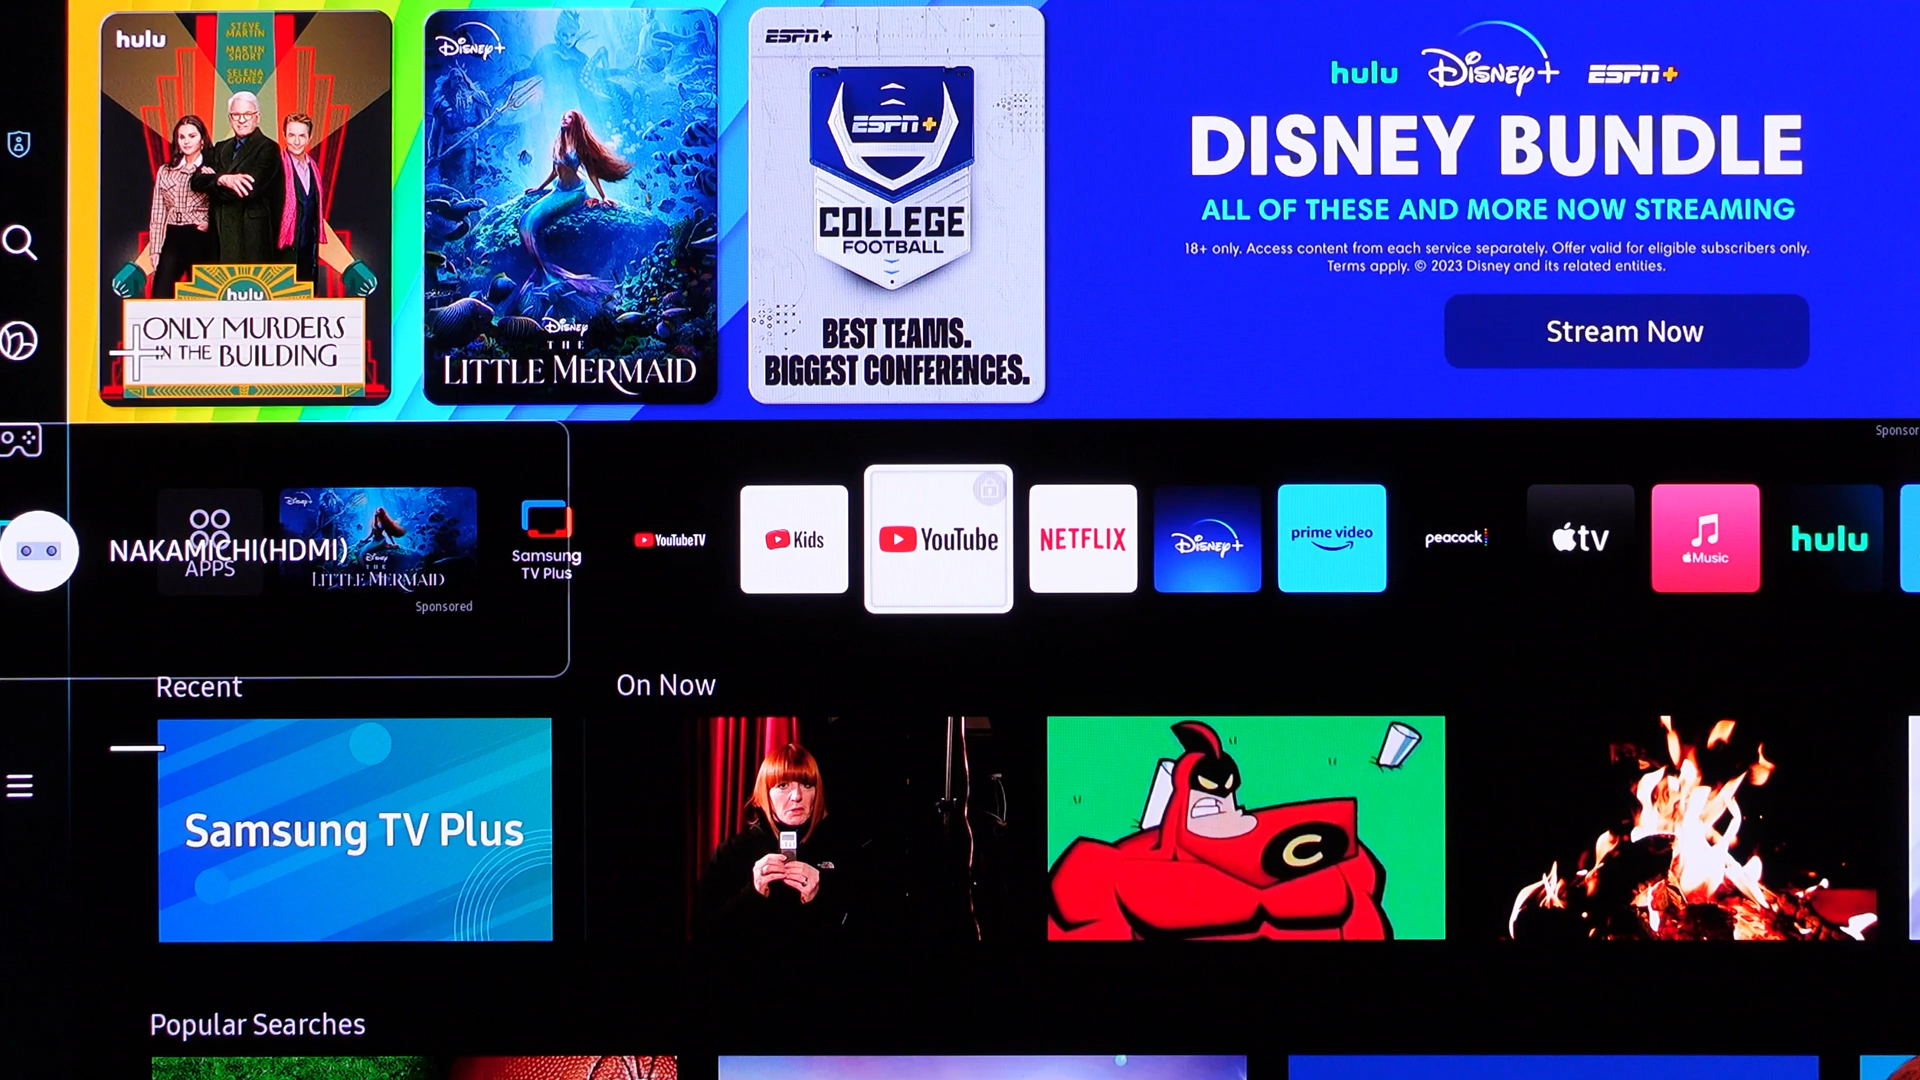 hulu
STEVE
MARTIN
MARTIN
SHORT
SELENA
GOMEZ
hulu
ONLY MURDERS
IN THE BUILDING
Disney+
Disney
THE
LITTLE MERMAID
ESPN+
ESPN+
COLLEGE
FOOTBALL
BEST TEAMS.
BIGGEST CONFERENCES.
hulu Disney+ ESPN+
DISNEY BUNDLE
ALL OF THESE AND MORE NOW STREAMING
18+ only. Access content from each service separately. Offer valid for eligible subscribers only.
Terms apply. © 2023 Disney and its related entities.
Stream Now
Sponsor
NAKAMICHI(HDMI)
APPS
Disney+
Disney
THE
LITTLE MERMAID
Sponsored
Samsung
TV Plus
YouTubeTV
Kids
YouTube
NETFLIX
Disney+
prime video
peacock
tv
Music
hulu
Recent
On Now
Samsung TV Plus
C
Popular Searches